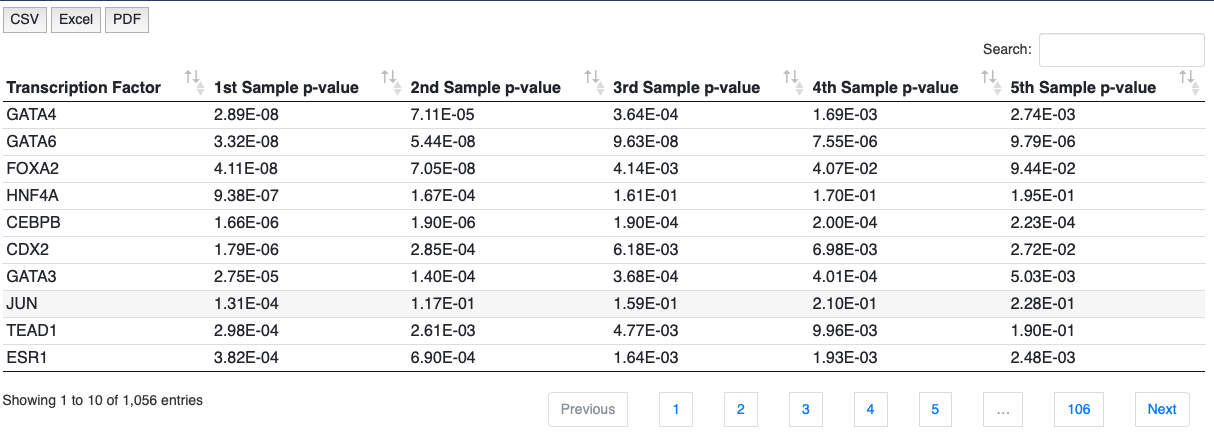 CSV Excel PDF
Search:
Transcription Factor 1st Sample p-value 2nd Sample p-value 3rd Sample p-value 4th Sample p-value 5th Sample p-value
GATA4 2.89E-08 7.11E-05 3.64E-04 1.69E-03 2.74E-03
GATA6 3.32E-08 5.44E-08 9.63E-08 7.55E-06 9.79E-06
FOXA2 4.11E-08 7.05E-08 4.14E-03 4.07E-02 9.44E-02
HNF4A 9.38E-07 1.67E-04 1.61E-01 1.70E-01 1.95E-01
CEBPB 1.66E-06 1.90E-06 1.90E-04 2.00E-04 2.23E-04
CDX2 1.79E-06 2.85E-04 6.18E-03 6.98E-03 2.72E-02
GATA3 2.75E-05 1.40E-04 3.68E-04 4.01E-04 5.03E-03
JUN 1.31E-04 1.17E-01 1.59E-01 2.10E-01 2.28E-01
TEAD1 2.98E-04 2.61E-03 4.77E-03 9.96E-03 1.90E-01
ESR1 3.82E-04 6.90E-04 1.64E-03 1.93E-03 2.48E-03
Showing 1 to 10 of 1,056 entries Previous 1 2 3 4 5 … 106 Next